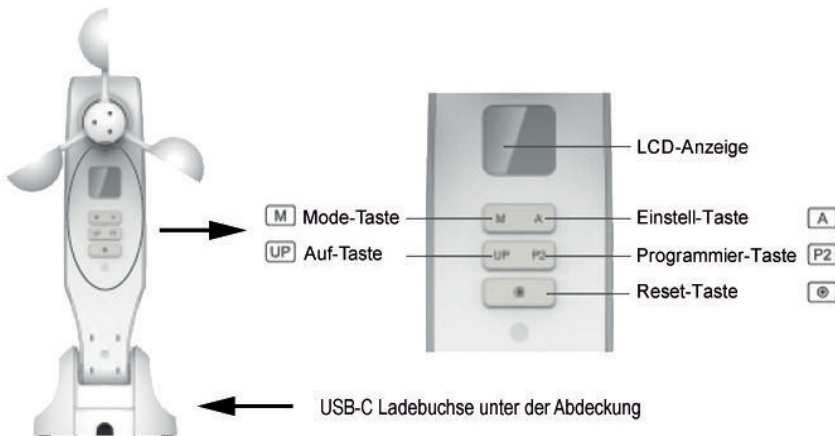 LCD-Anzeige
M Mode-Taste
M A
Einstell-Taste A
UP Auf-Taste
UP P2
Programmier-Taste P2
Reset-Taste
USB-C Ladebuchse unter der Abdeckung